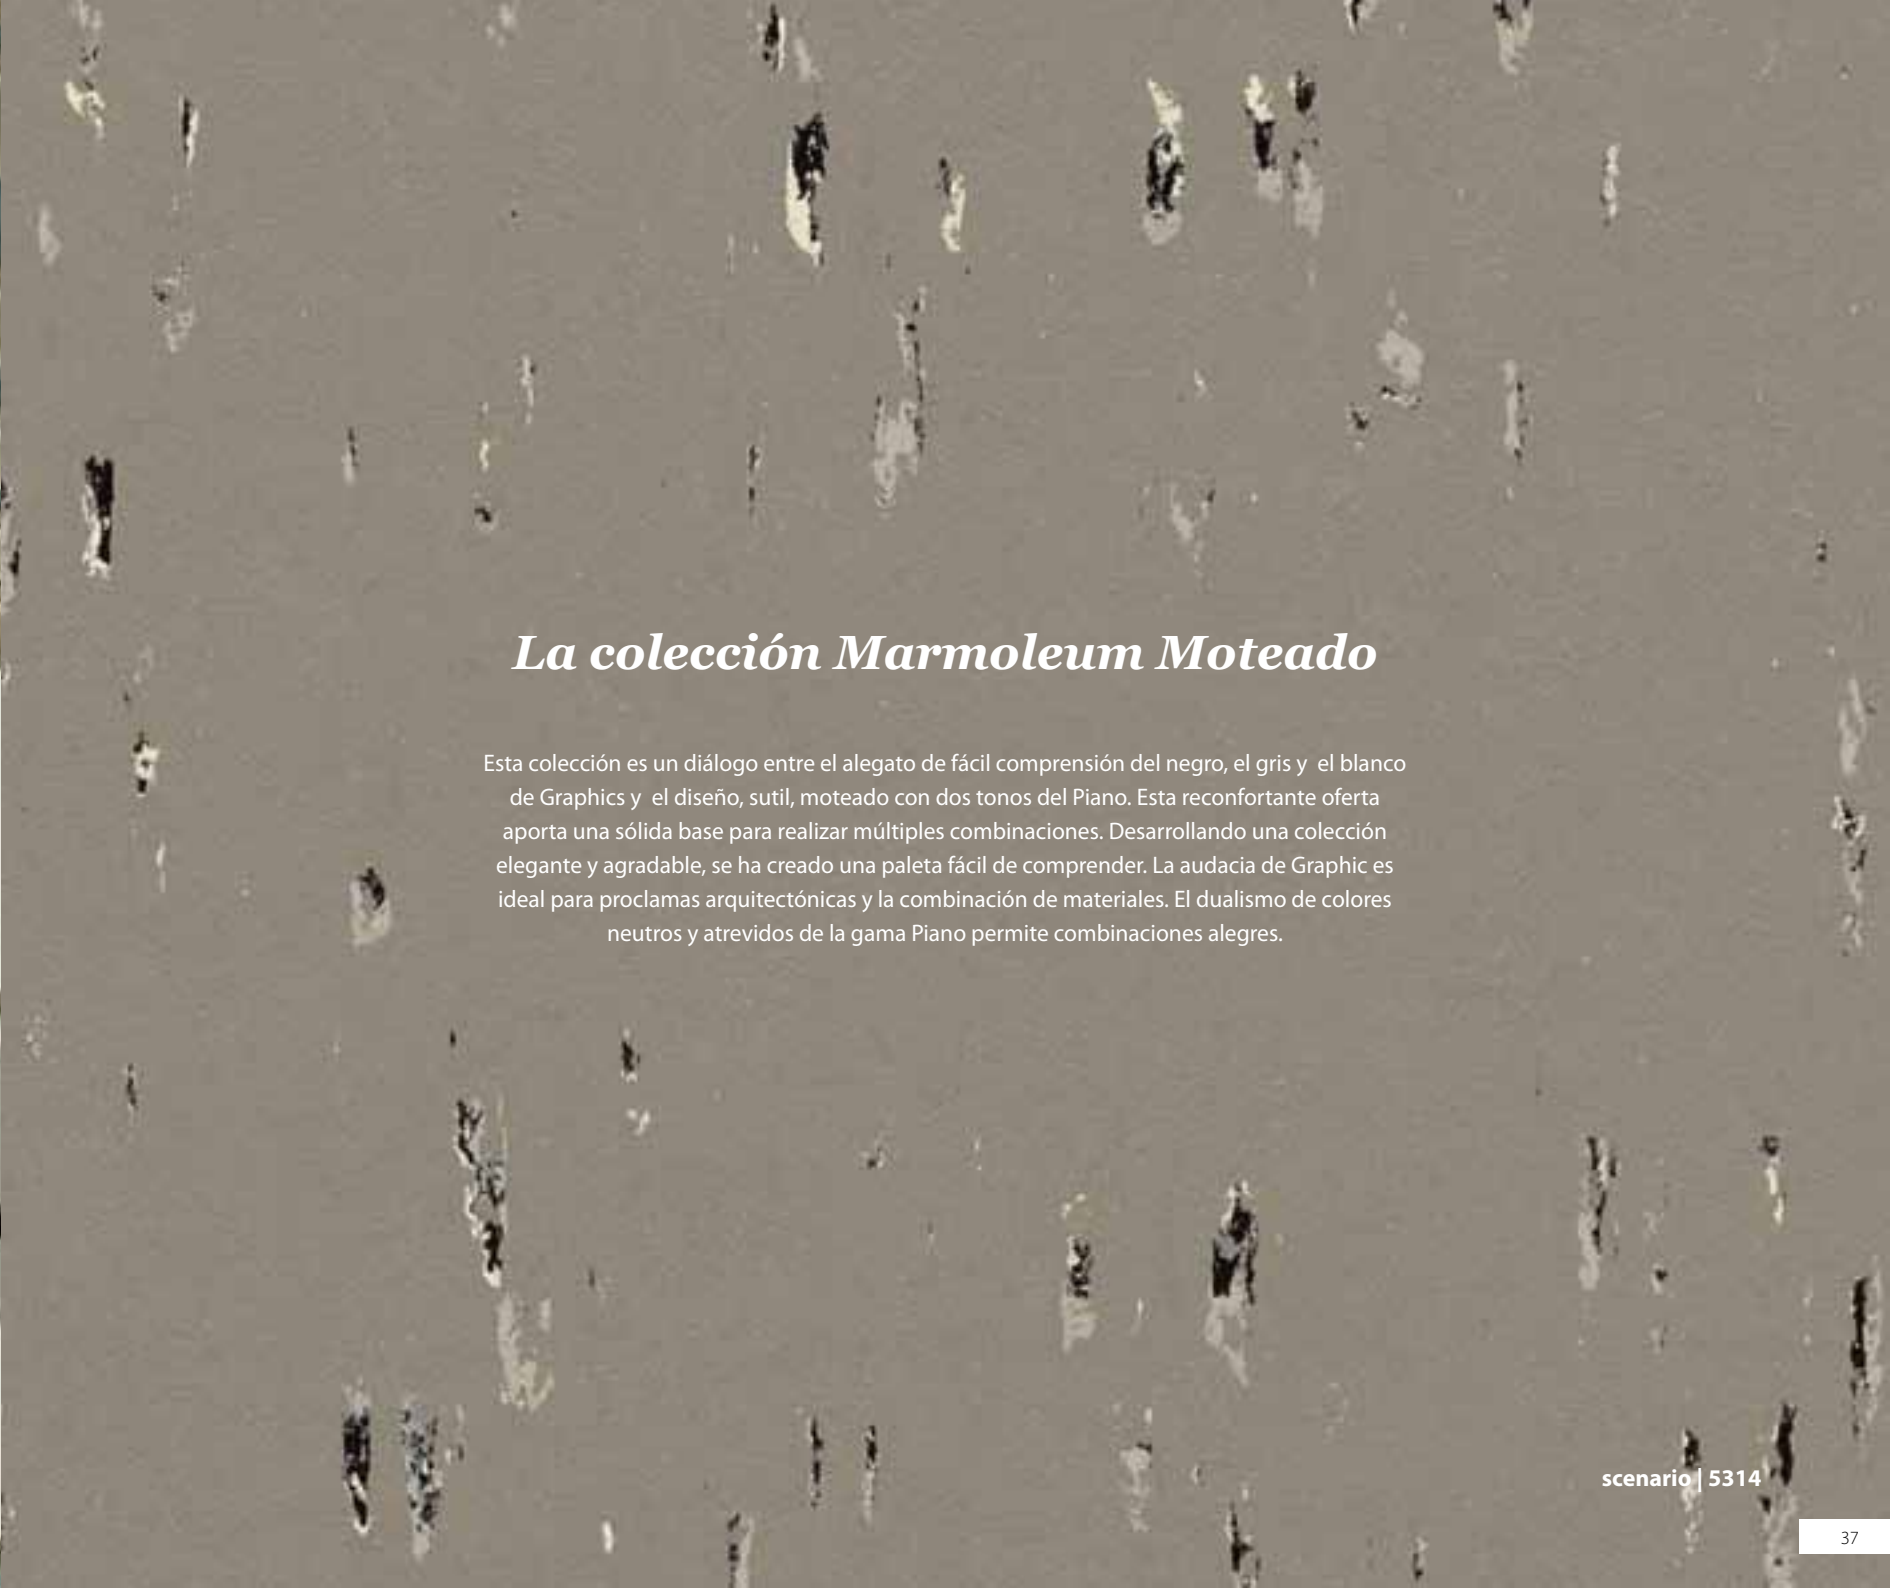 La colección Marmoleum Moteado
Esta colección es un diálogo entre el alegato de fácil comprensión del negro, el gris y  el blanco
de Graphics y  el diseño, sutil, moteado con dos tonos del Piano. Esta reconfortante oferta
aporta una sólida base para realizar múltiples combinaciones. Desarrollando una colección
elegante y agradable, se ha creado una paleta fácil de comprender. La audacia de Graphic es
ideal para proclamas arquitectónicas y la combinación de materiales. El dualismo de colores
neutros y atrevidos de la gama Piano permite combinaciones alegres.
scenario | 5314
37